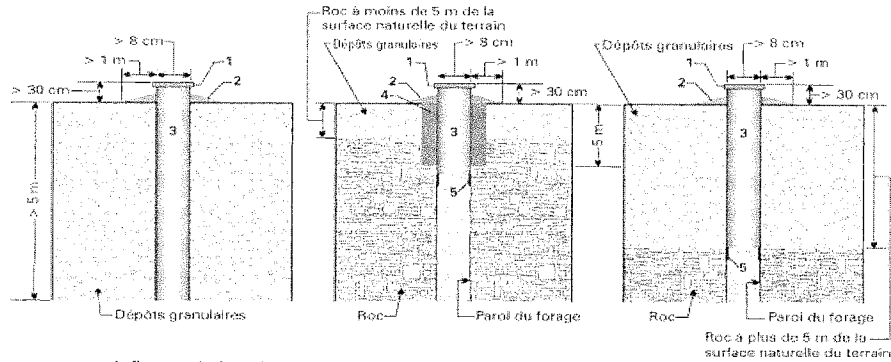 > 8 cm
> 1 m
1
2
> 30 cm
3
> 5 m
Dépôts granulaires
Roc à moins de 5 m de la
surface naturelle du terrain
Dépôts granulaires
> 8 cm
> 1 m
1
2
4
> 30 cm
3
5 m
5
Roc
Paroi du forage
Dépôts granulaires
> 8 cm
> 1 m
1
2
> 30 cm
3
5
Roc
Paroi du forage
Roc à plus de 5 m de la
surface naturelle du terrain